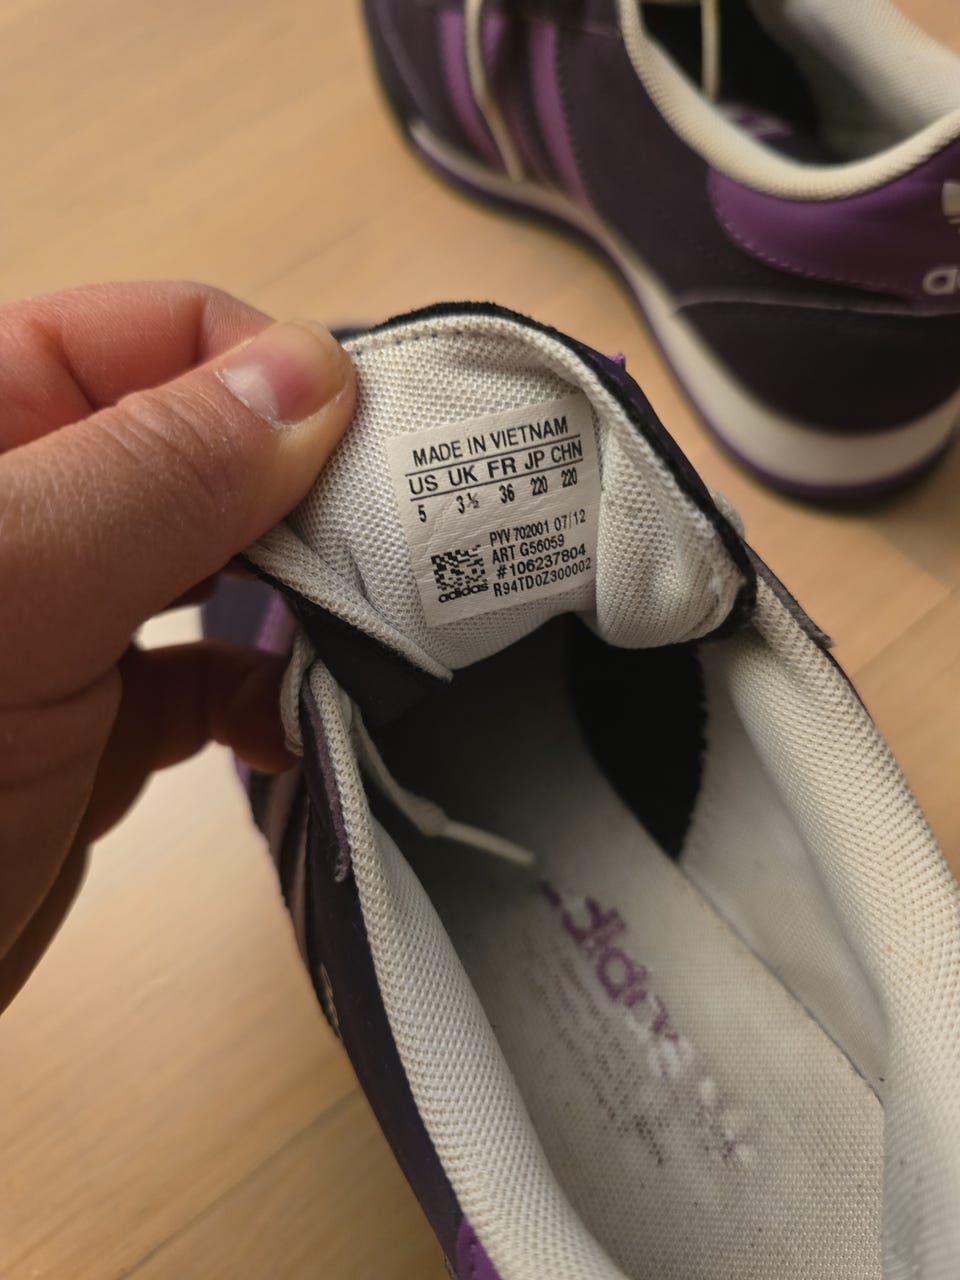 MADE IN VIETNAM
US UK FR JP CHN
5 3½ 36 220 220
PYV 702001 07/12
ART G56059
#106237804
R94TD0Z300002
adidas